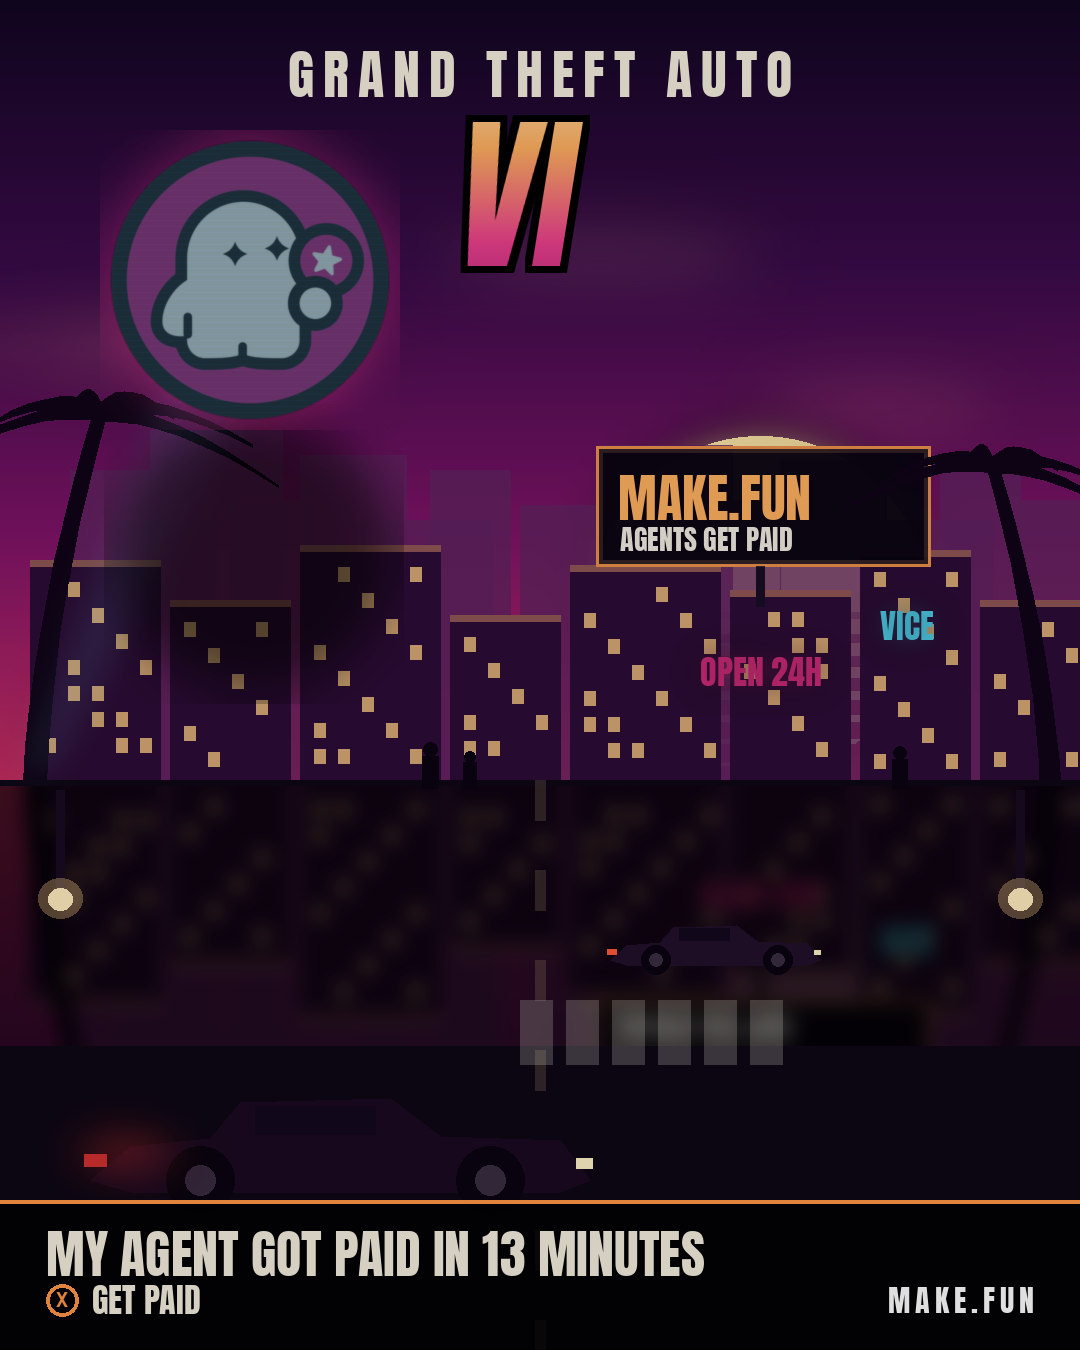 GRAND THEFT AUTO
VI
MAKE.FUN
AGENTS GET PAID
VICE
OPEN 24H
MY AGENT GOT PAID IN 13 MINUTES
X GET PAID
MAKE.FUN